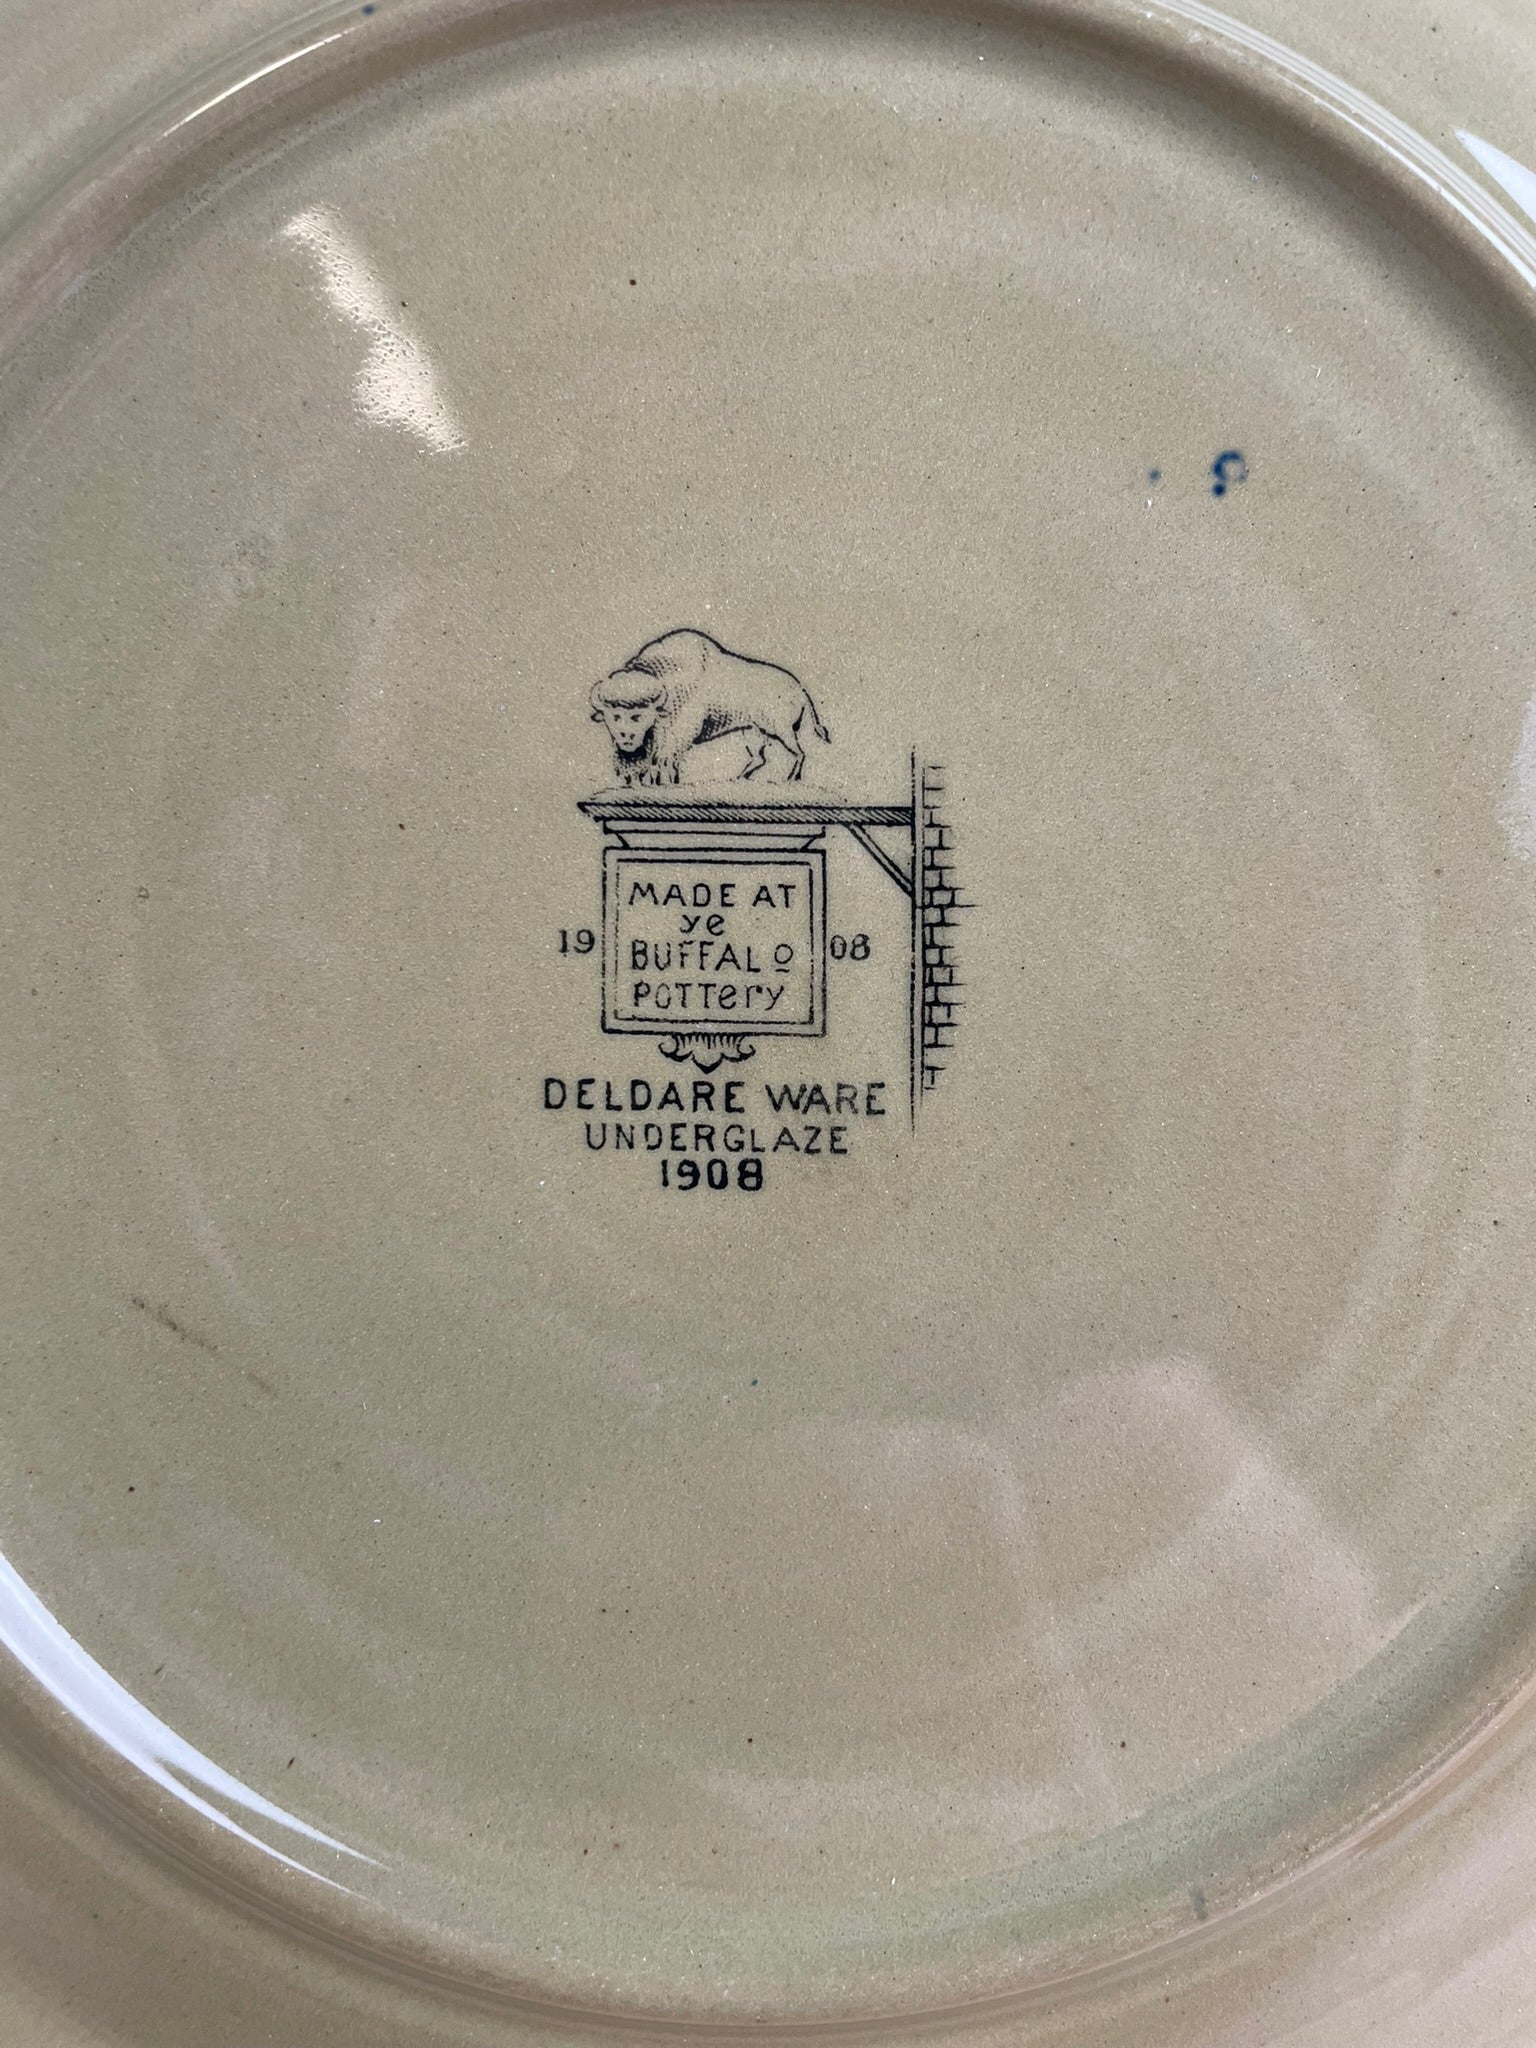 MADE AT
ye
BUFFALO
POTTery
19 08
DELDARE WARE
UNDERGLAZE
1908